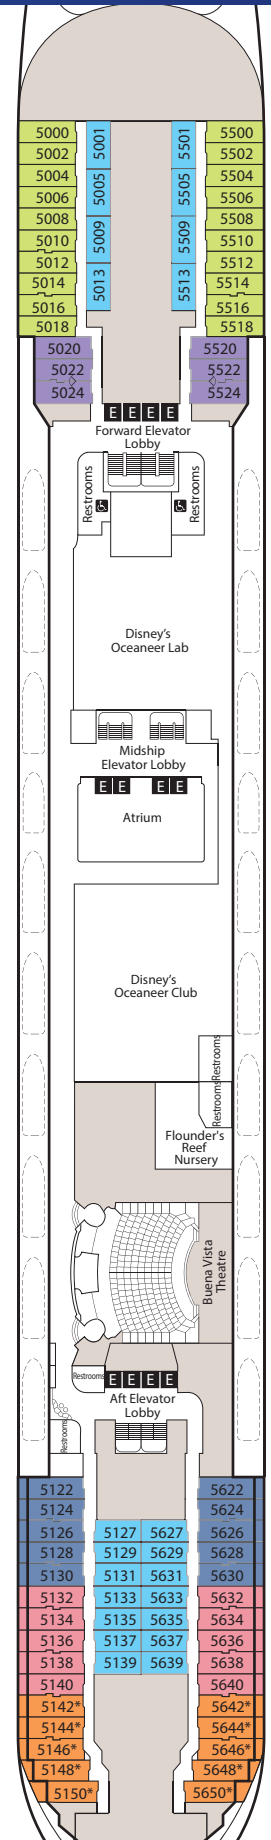 5000 5001 5501 5500
5002 5502
5004 5005 5505 5504
5006 5506
5008 5009 5509 5508
5010 5510
5012 5013 5513 5512
5014 5514
5016 5516
5018 5518
5020 5520
5022 5522
5024 5524
E E E E
Forward Elevator
Lobby
Restrooms Restrooms
Disney's
Oceaneer Lab
Midship
Elevator Lobby
E E E E
Atrium
Disney's
Oceaneer Club
Restrooms
Restrooms
Flounder's
Reef
Nursery
Buena Vista
Theatre
Restrooms
E E E E
Aft Elevator
Lobby
Restrooms
5122 5622
5124 5624
5126 5127 5627 5626
5128 5129 5629 5628
5130 5131 5631 5630
5132 5133 5633 5632
5134 5135 5635 5634
5136 5137 5637 5636
5138 5139 5639 5638
5140 5640
5142* 5642*
5144* 5644*
5146* 5646*
5148* 5648*
5150* 5650*